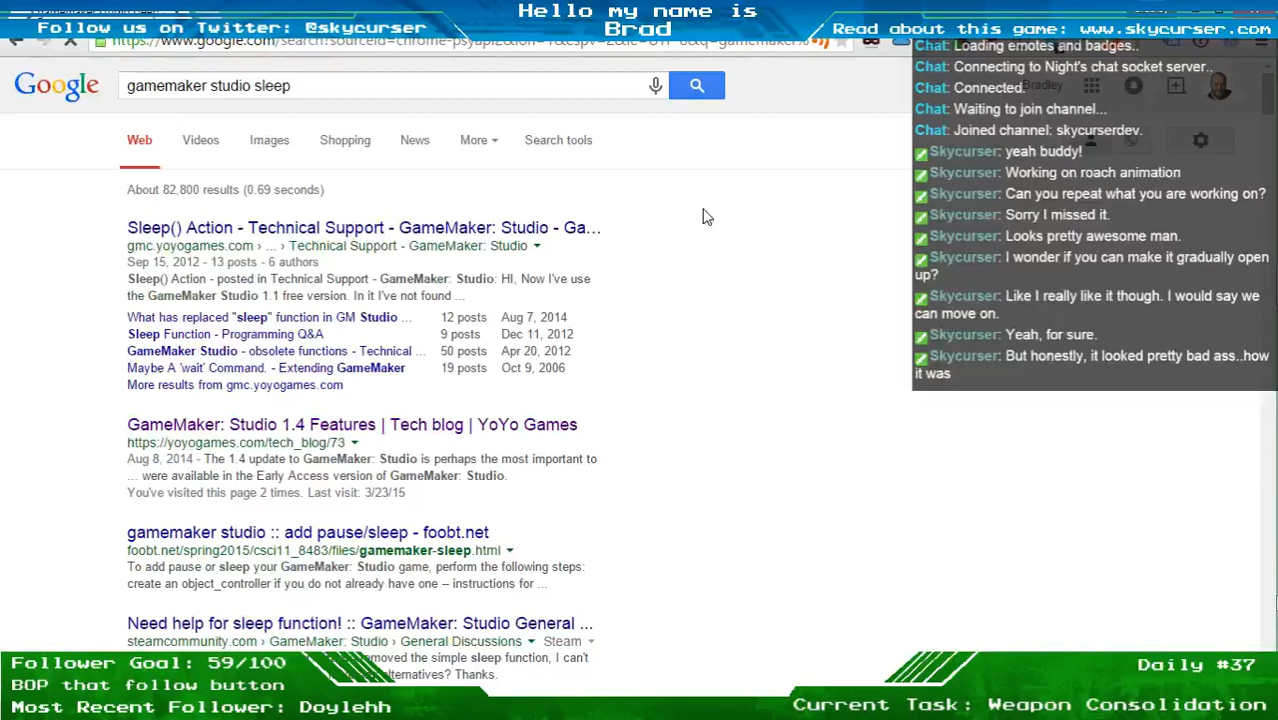 Hello my name is
Brad
Follow us on Twitter: @skycurser
Read about this game: www.skycurser.com
Google
gamemaker studio sleep
Web Videos Images Shopping News More Search tools
About 82,800 results (0.69 seconds)
Sleep() Action - Technical Support - GameMaker: Studio - Ga...
gmc.yoyogames.com › ... › Technical Support - GameMaker: Studio
Sep 15, 2012 - 13 posts - 6 authors
Sleep() Action - posted in Technical Support - GameMaker: Studio: HI, Now I've use
the GameMaker Studio 1.1 free version. In it I've not found ...
What has replaced "sleep" function in GM Studio ... 12 posts Aug 7, 2014
Sleep Function - Programming Q&A 9 posts Dec 11, 2012
GameMaker Studio - obsolete functions - Technical ... 50 posts Apr 20, 2012
Maybe A 'wait' Command. - Extending GameMaker 19 posts Oct 9, 2006
More results from gmc.yoyogames.com
GameMaker: Studio 1.4 Features | Tech blog | YoYo Games
https://yoyogames.com/tech_blog/73
Aug 8, 2014 - The 1.4 update to GameMaker: Studio is perhaps the most important to
... were available in the Early Access version of GameMaker: Studio.
You've visited this page 2 times. Last visit: 3/23/15
gamemaker studio :: add pause/sleep - foobt.net
foobt.net/spring2015/csci11_8483/files/gamemaker-sleep.html
To add pause or sleep your GameMaker: Studio game, perform the following steps:
create an object_controller if you do not already have one – instructions for ...
Need help for sleep function! :: GameMaker: Studio General ...
steamcommunity.com › GameMaker: Studio › General Discussions Steam
removed the simple sleep function, I can't
alternatives? Thanks.
Chat: Loading emotes and badges..
Chat: Connecting to Night's chat socket server..
Chat: Connected.
Bradley
Chat: Waiting to join channel...
Chat: Joined channel: skycurserdev.
Skycurser: yeah buddy!
Skycurser: Working on roach animation
Skycurser: Can you repeat what you are working on?
Skycurser: Sorry I missed it.
Skycurser: Looks pretty awesome man.
Skycurser: I wonder if you can make it gradually open
up?
Skycurser: Like I really like it though. I would say we
can move on.
Skycurser: Yeah, for sure.
Skycurser: But honestly, it looked pretty bad ass..how
it was
Follower Goal: 59/100
BOP that follow button
Most Recent Follower: Doylehh
Daily #37
Current Task: Weapon Consolidation